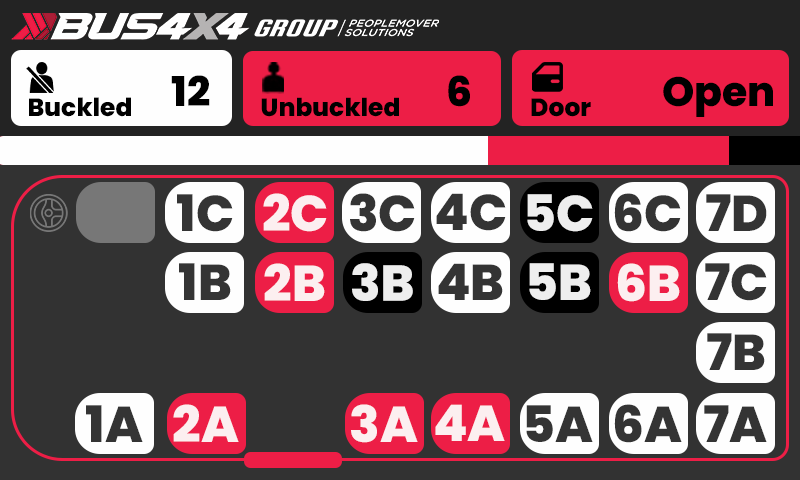 BUS4X4 GROUP PEOPLEMOVER
SOLUTIONS
Buckled 12
Unbuckled 6
Door Open
1C 2C 3C 4C 5C 6C 7D
1B 2B 3B 4B 5B 6B 7C
7B
1A 2A 3A 4A 5A 6A 7A